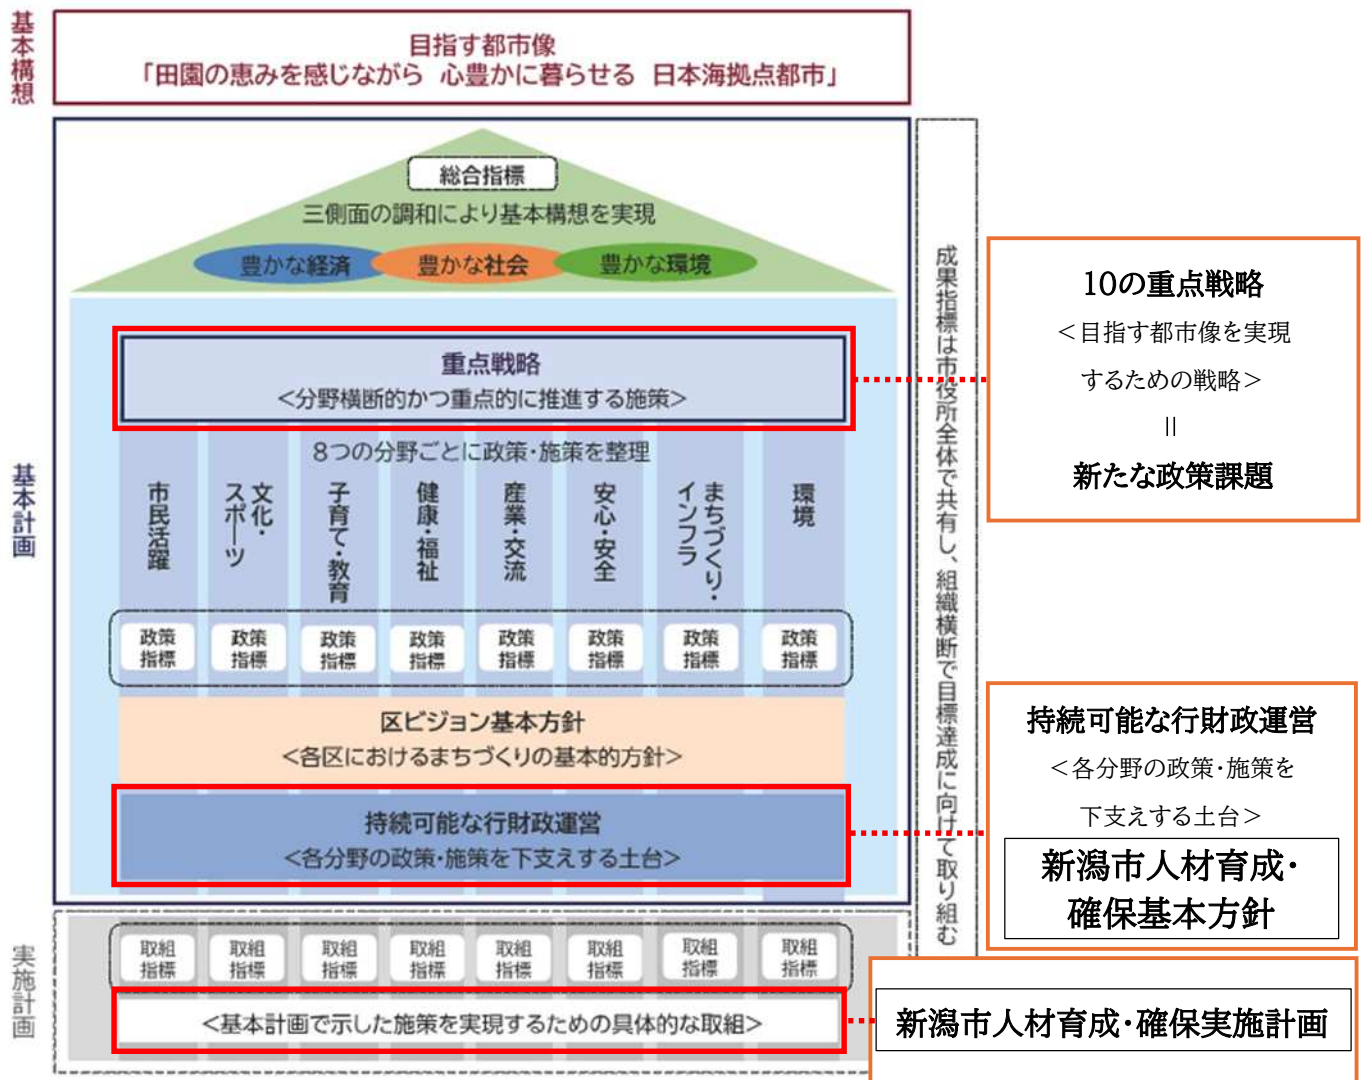 基本構想
目指す都市像
「田園の恵みを感じながら 心豊かに暮らせる 日本海拠点都市」
基本計画
総合指標
三側面の調和により基本構想を実現
豊かな経済
豊かな社会
豊かな環境
重点戦略
<分野横断的かつ重点的に推進する施策>
8つの分野ごとに政策・施策を整理
市民活躍
文化・
スポーツ
子育て・教育
健康・福祉
産業・交流
安心・安全
まちづくり・
インフラ
環境
政策
指標
政策
指標
政策
指標
政策
指標
政策
指標
政策
指標
政策
指標
政策
指標
区ビジョン基本方針
<各区におけるまちづくりの基本的方針>
持続可能な行財政運営
<各分野の政策・施策を下支えする土台>
実施計画
取組
指標
取組
指標
取組
指標
取組
指標
取組
指標
取組
指標
取組
指標
取組
指標
<基本計画で示した施策を実現するための具体的な取組>
成果指標は市役所全体で共有し、組織横断で目標達成に向けて取り組む
10の重点戦略
<目指す都市像を実現
するための戦略>
=
新たな政策課題
持続可能な行財政運営
<各分野の政策・施策を
下支えする土台>
新潟市人材育成・
確保基本方針
新潟市人材育成・確保実施計画